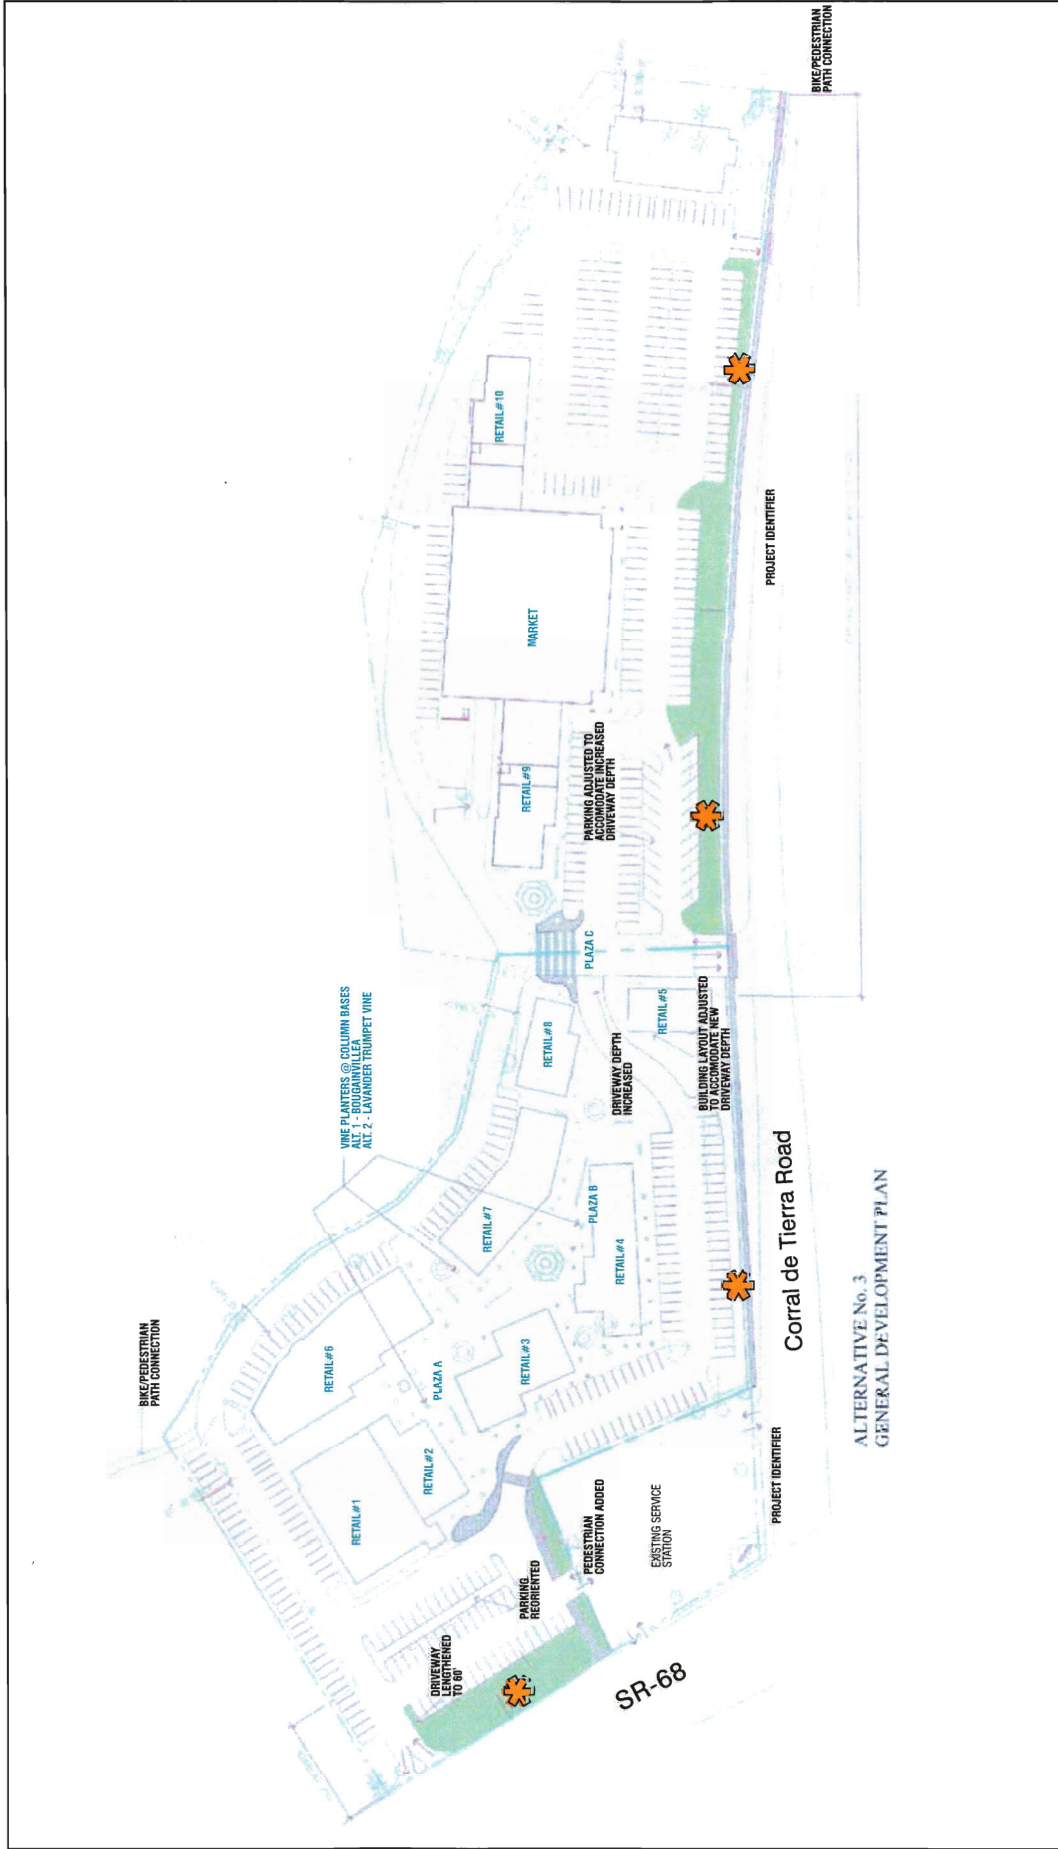 BIKE/PEDESTRIAN
PATH CONNECTION
VINE PLANTERS @ COLUMN BASES
ALT. 1 - BOUGAINVILLEA
ALT. 2 - LAVANDER TRUMPET VINE
RETAIL#6
RETAIL#1
RETAIL#2
PLAZA A
RETAIL#7
RETAIL#3
RETAIL#8
PLAZA B
RETAIL#4
PLAZA C
RETAIL#5
RETAIL#9
MARKET
RETAIL#10
DRIVEWAY
LENGTHENED
TO 60'
PARKING
REORIENTED
PEDESTRIAN
CONNECTION ADDED
EXISTING SERVICE
STATION
DRIVEWAY DEPTH
INCREASED
PARKING ADJUSTED TO
ACCOMODATE INCREASED
DRIVEWAY DEPTH
BUILDING LAYOUT ADJUSTED
TO ACCOMODATE NEW
DRIVEWAY DEPTH
SR-68
PROJECT IDENTIFIER
Corral de Tierra Road
PROJECT IDENTIFIER
BIKE/PEDESTRIAN
PATH CONNECTION
ALTERNATIVE No. 3
GENERAL DEVELOPMENT PLAN